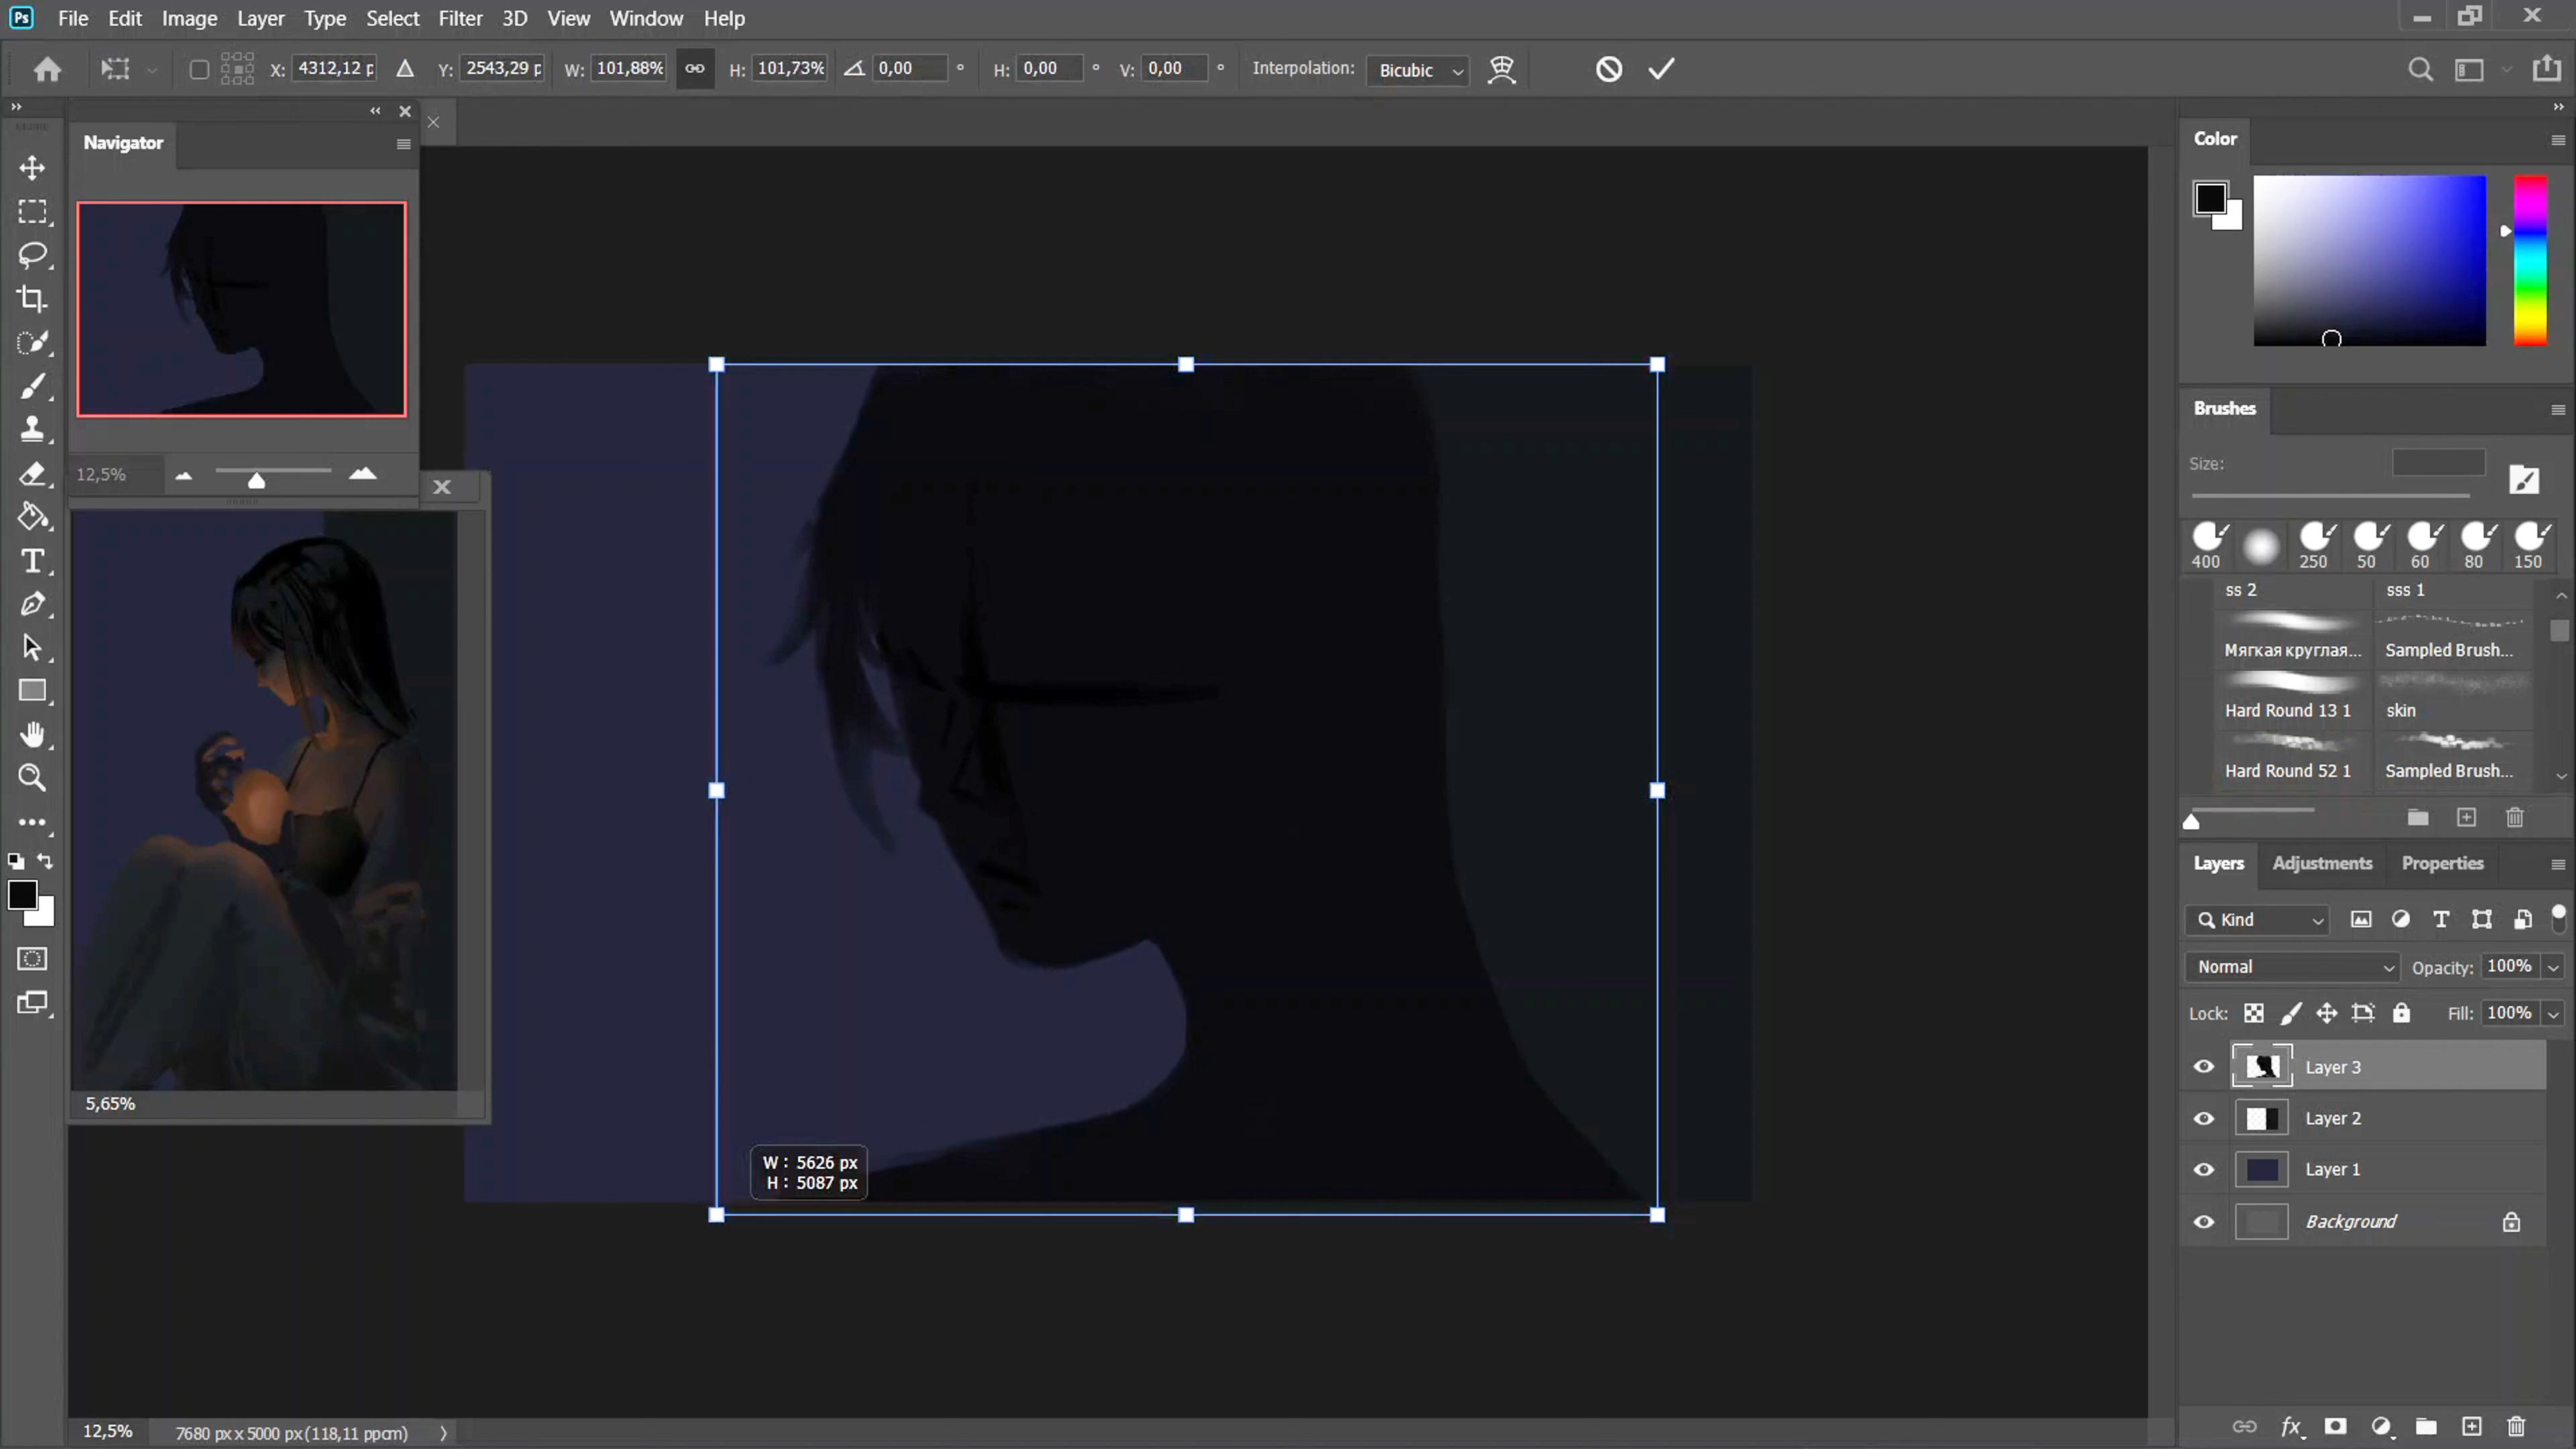 Ps File Edit Image Layer Type Select Filter 3D View Window Help
X: 4312,12 p Y: 2543,29 p W: 101,88% H: 101,73% 0,00 ° H: 0,00 ° V: 0,00 ° Interpolation: Bicubic
Navigator
12,5%
5,65%
W : 5626 px
H : 5087 px
12,5% 7680 px x 5000 px (118,11 ppcm)
Color
Brushes
Size:
400 250 50 60 80 150
ss 2 sss 1
Мягкая круглая... Sampled Brush...
Hard Round 13 1 skin
Hard Round 52 1 Sampled Brush...
Layers Adjustments Properties
Kind
Normal Opacity: 100%
Lock: Fill: 100%
Layer 3
Layer 2
Layer 1
Background
fx